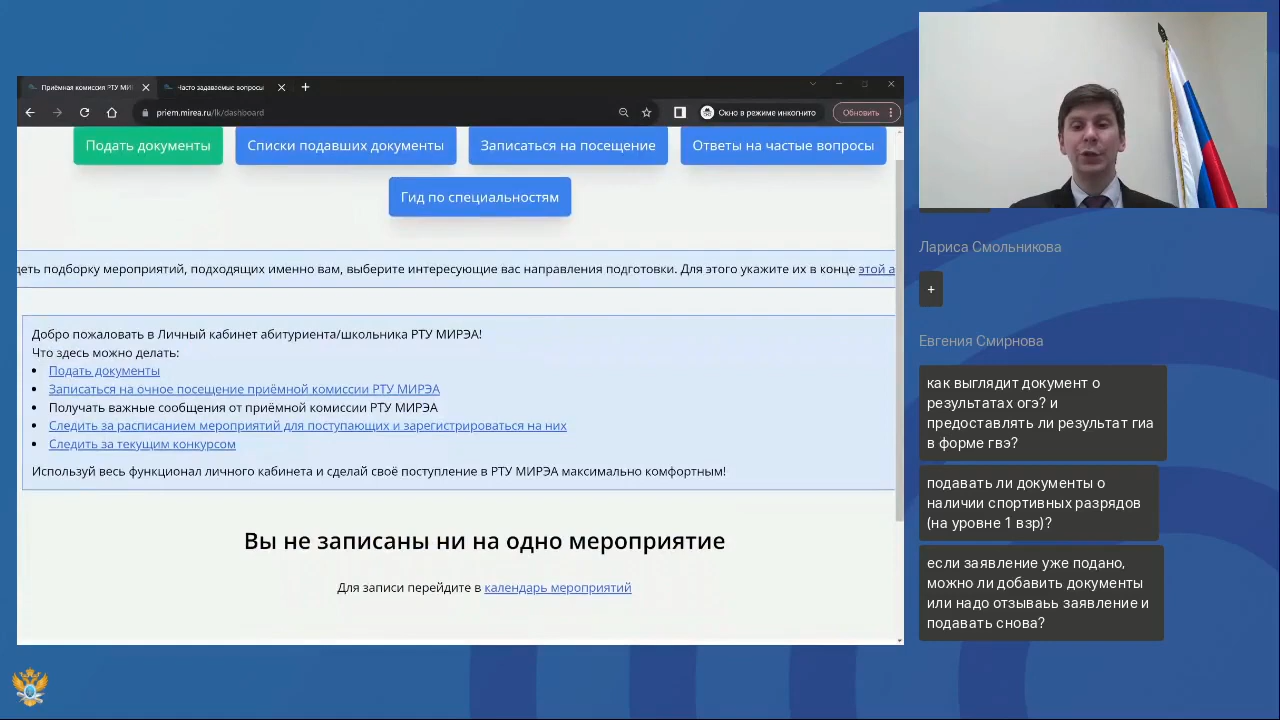 Приёмная комиссия РТУ МИ
Часто задаваемые вопросы
priem.mirea.ru/lk/dashboard
Окно в режиме инкогнито
Обновить
Подать документы
Списки подавших документы
Записаться на посещение
Ответы на частые вопросы
Гид по специальностям
деть подборку мероприятий, подходящих именно вам, выберите интересующие вас направления подготовки. Для этого укажите их в конце этой а
Добро пожаловать в Личный кабинет абитуриента/школьника РТУ МИРЭА!
Что здесь можно делать:
Подать документы
Записаться на очное посещение приёмной комиссии РТУ МИРЭА
Получать важные сообщения от приёмной комиссии РТУ МИРЭА
Следить за расписанием мероприятий для поступающих и зарегистрироваться на них
Следить за текущим конкурсом
Используй весь функционал личного кабинета и сделай своё поступление в РТУ МИРЭА максимально комфортным!
Вы не записаны ни на одно мероприятие
Для записи перейдите в календарь мероприятий
Лариса Смольникова
+
Евгения Смирнова
как выглядит документ о
результатах огэ? и
предоставлять ли результат гиа
в форме гвэ?
подавать ли документы о
наличии спортивных разрядов
(на уровне 1 взр)?
если заявление уже подано,
можно ли добавить документы
или надо отзываьь заявление и
подавать снова?